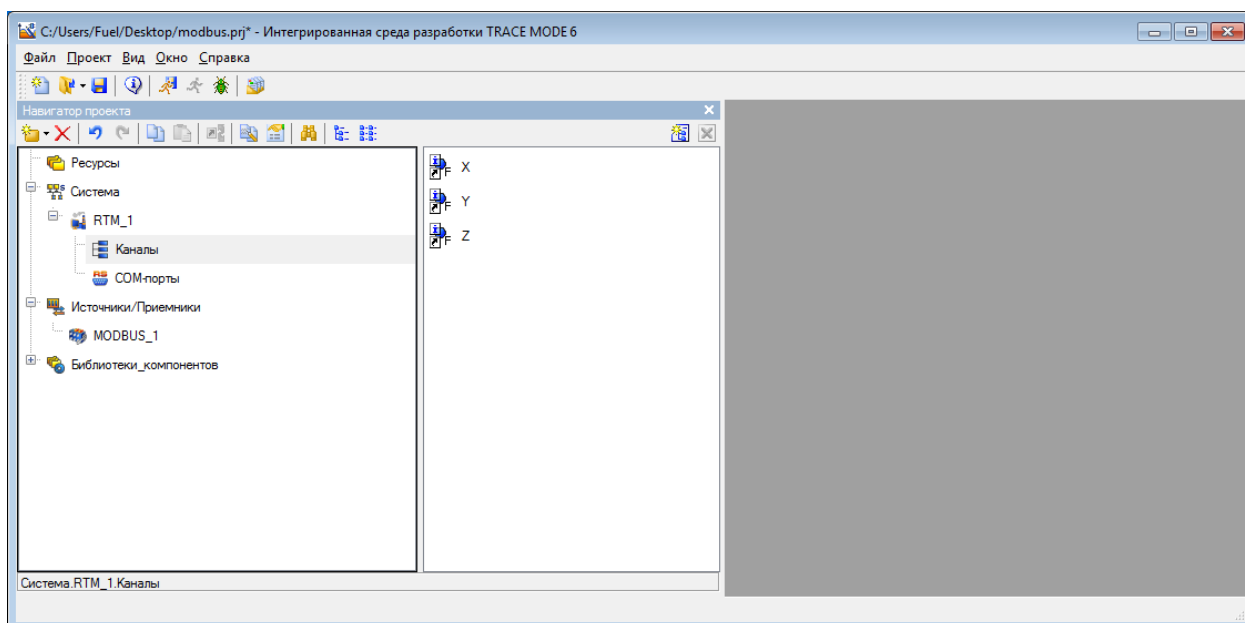 C:/Users/Fuel/Desktop/modbus.prj* - Интегрированная среда разработки TRACE MODE 6
Файл Проект Вид Окно Справка
Навигатор проекта
Ресурсы
Система
RTM_1
Каналы
COM-порты
Источники/Приемники
MODBUS_1
Библиотеки_компонентов
X
Y
Z
Система.RTM_1.Каналы